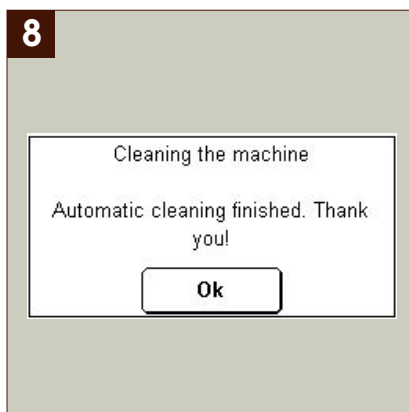 8
Cleaning the machine
Automatic cleaning finished. Thank
you!
Ok